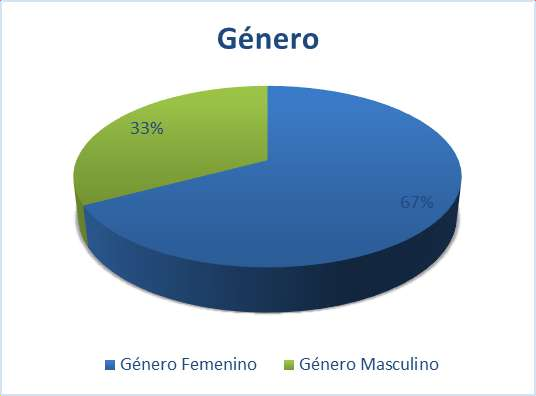 Género
33%
67%
Género Femenino
Género Masculino